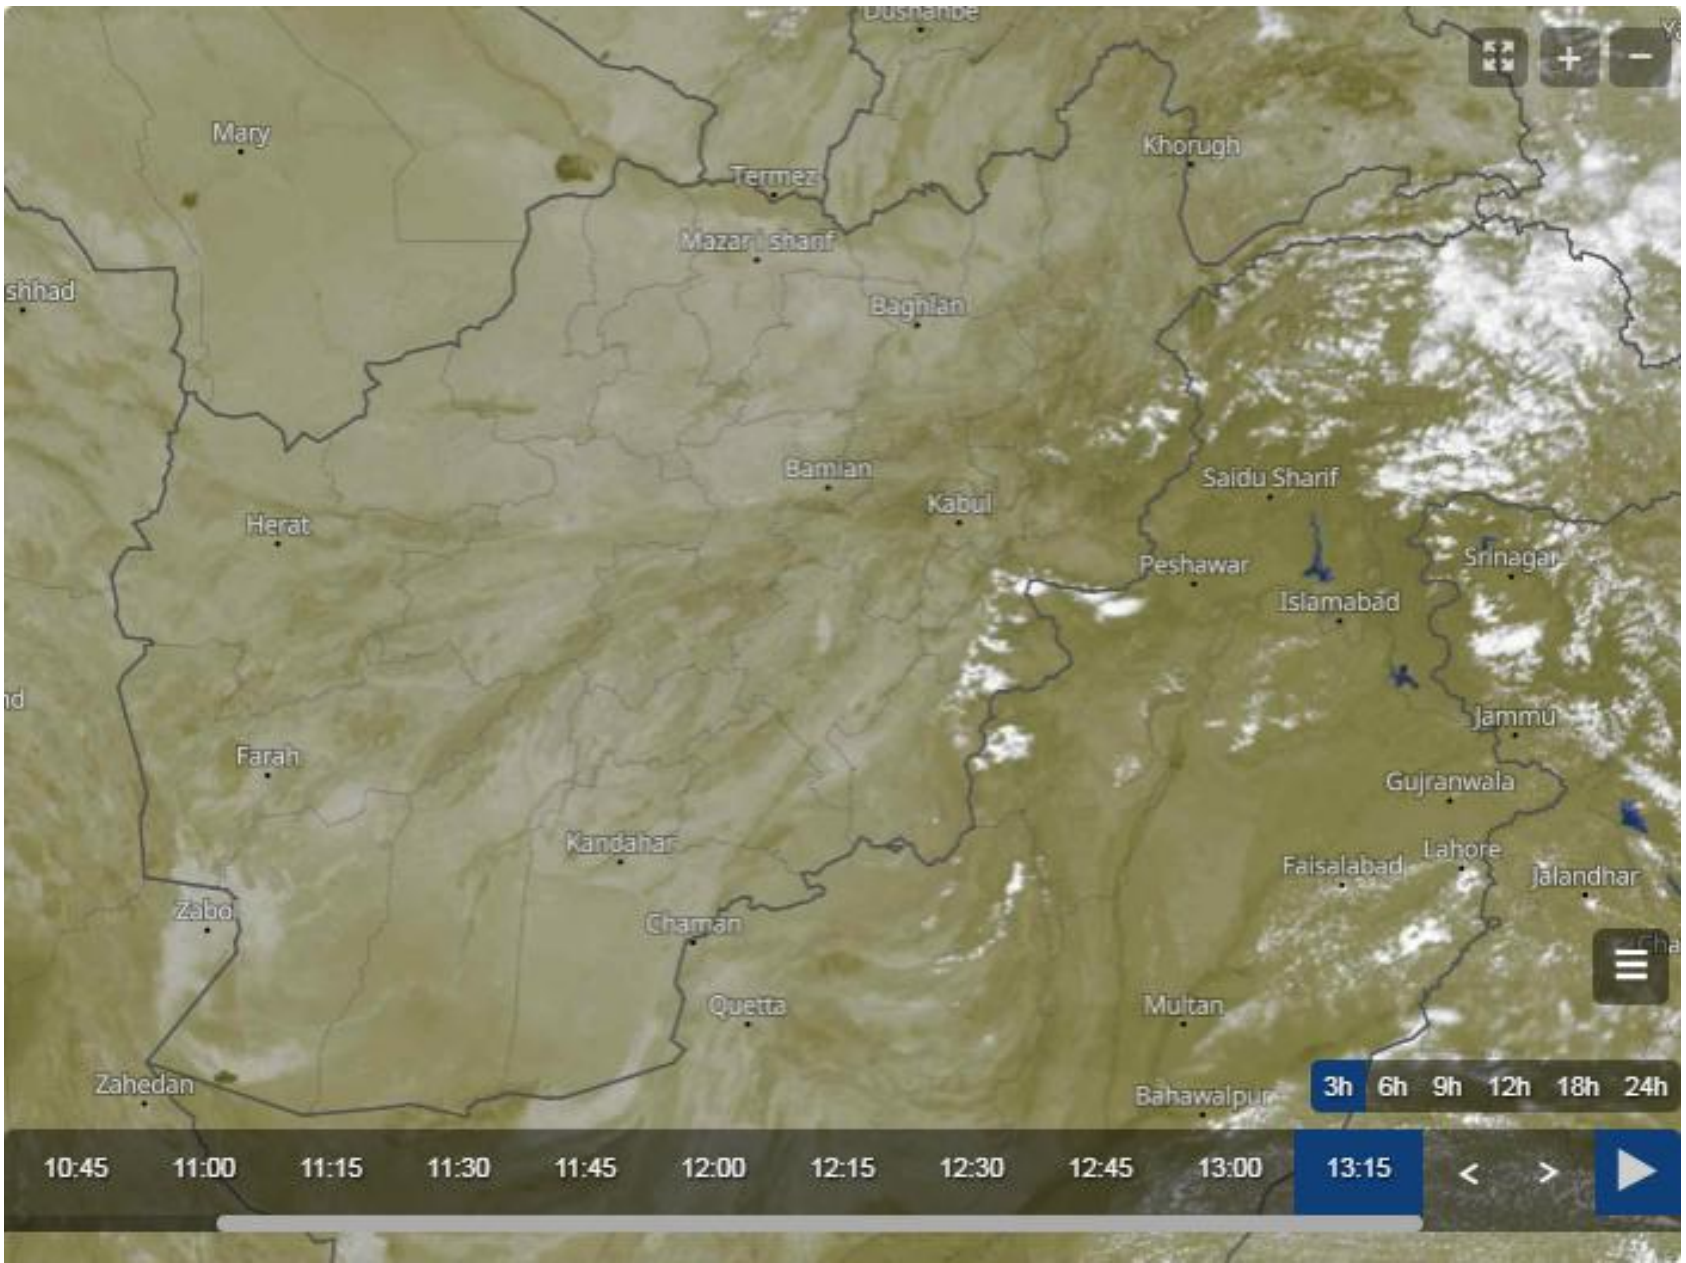 Dushanbe
Mary
Khorugh
Termez
Mazar i sharif
shhad
Baghlan
Bamian
Saidu Sharif
Kabul
Herat
Srinagar
Peshawar
Islamabad
nd
Jammu
Farah
Gujranwala
Kandahar
Lahore
Faisalabad
Jalandhar
Zabol
Chaman
Cha
Quetta
Multan
Zahedan
Bahawalpur
3h 6h 9h 12h 18h 24h
10:45 11:00 11:15 11:30 11:45 12:00 12:15 12:30 12:45 13:00 13:15 < >